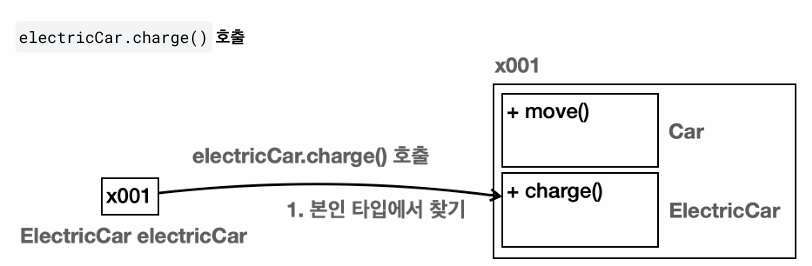 electricCar.charge() 호출
x001
+ move()
Car
electricCar.charge() 호출
x001
1. 본인 타입에서 찾기
+ charge()
ElectricCar
ElectricCar electricCar